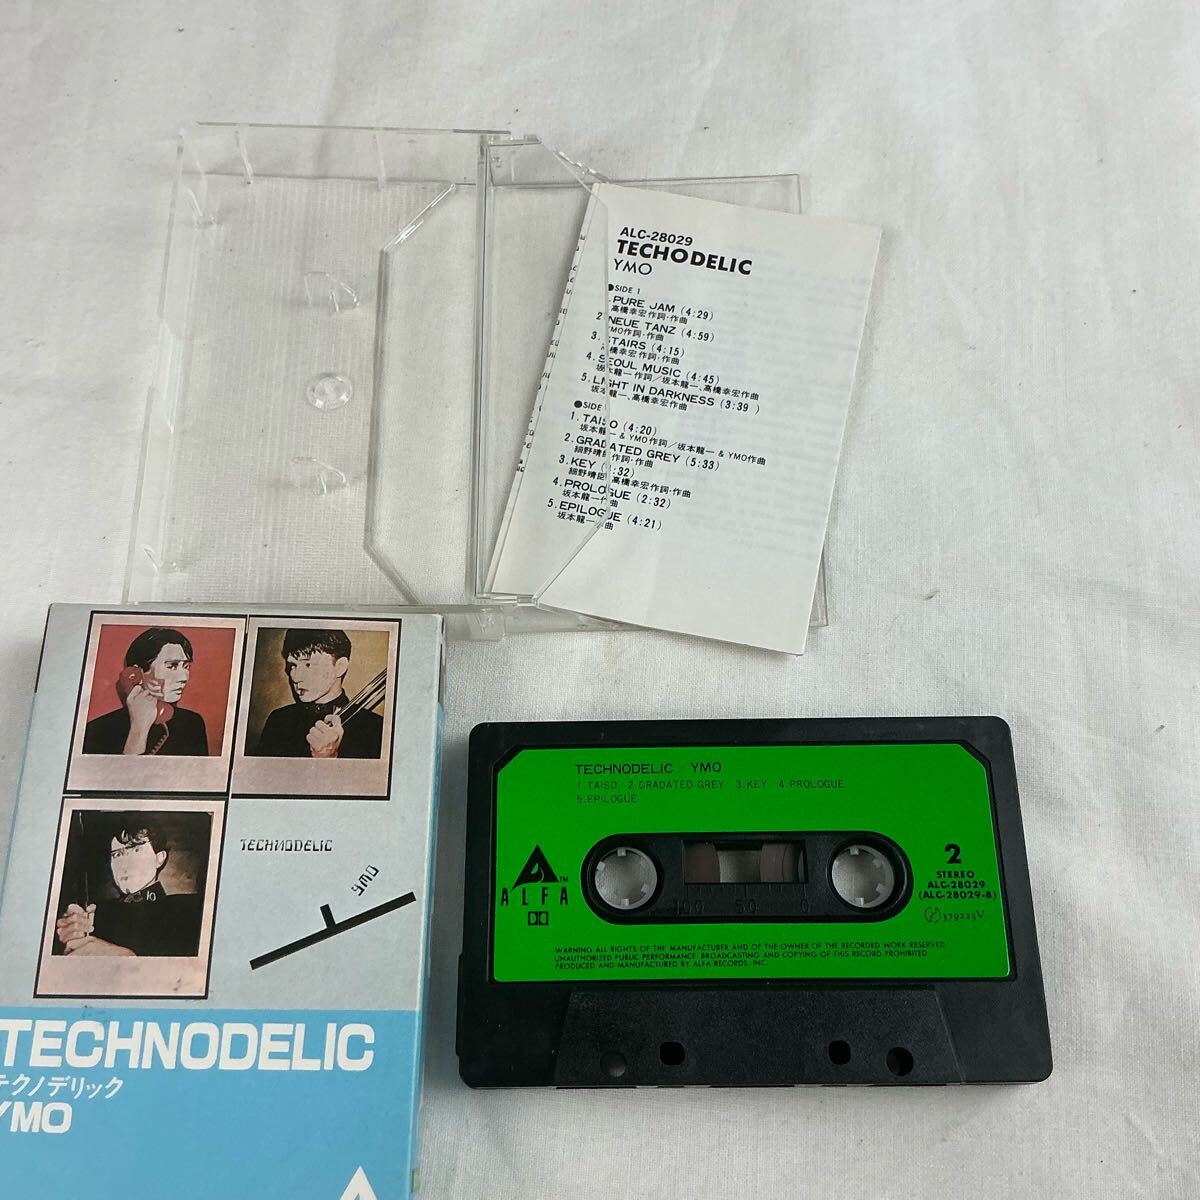 ALC-28029
TECHODELIC
YMO
●SIDE 1
PURE JAM (4:29)
高橋幸宏作詞・作曲
2. NEUE TANZ (4:59)
YMO作詞・作曲
3. STAIRS (4:15)
高橋幸宏作詞・作曲
4. SEOUL MUSIC (4:45)
坂本龍一作詞／坂本龍一、高橋幸宏作曲
5. LIGHT IN DARKNESS (3:39)
坂本龍一、高橋幸宏作曲
●SIDE
1. TAISO (4:20)
坂本龍一 & YMO作詞／坂本龍一 & YMO作曲
2. GRADATED GREY (5:33)
細野晴臣作詞・作曲
3. KEY :32)
細野晴臣、高橋幸宏作詞・作曲
4. PROLOGUE (2:32)
坂本龍一作曲
5. EPILOGUE (4:21)
坂本龍一作曲
TECHNODELIC
YMO
TECHNODELIC
テクノデリック
YMO
TECHNODELIC / YMO
1.TAISO 2.GRADATED GREY 3.KEY 4.PROLOGUE
5.EPILOGUE
ALFA TM
100 50 0
2
STEREO
ALC-28029
(ALC-28029-B)
379223V
WARNING ALL RIGHTS OF THE MANUFACTURER AND OF THE OWNER OF THE RECORDED WORK RESERVED
UNAUTHORIZED PUBLIC PERFORMANCE, BROADCASTING AND COPYING OF THIS RECORD PROHIBITED.
PRODUCED AND MANUFACTURED BY ALFA RECORDS, INC.